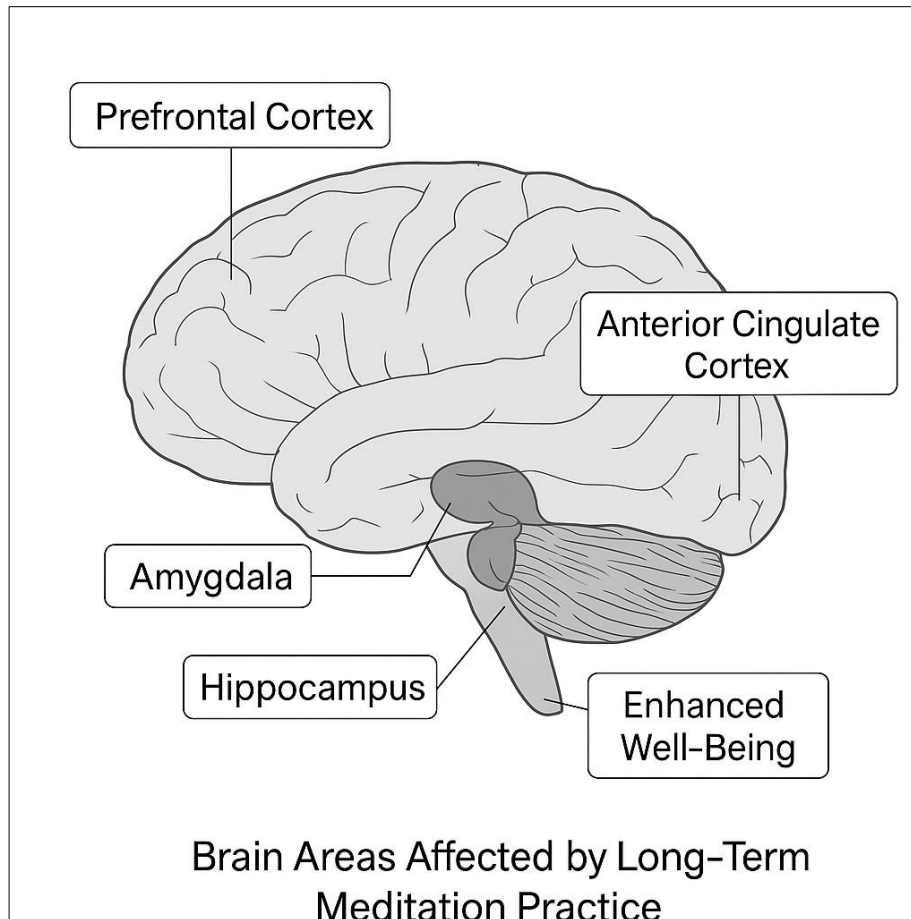 Prefrontal Cortex
Anterior Cingulate
Cortex
Amygdala
Hippocampus
Enhanced
Well-Being
Brain Areas Affected by Long-Term
Meditation Practice